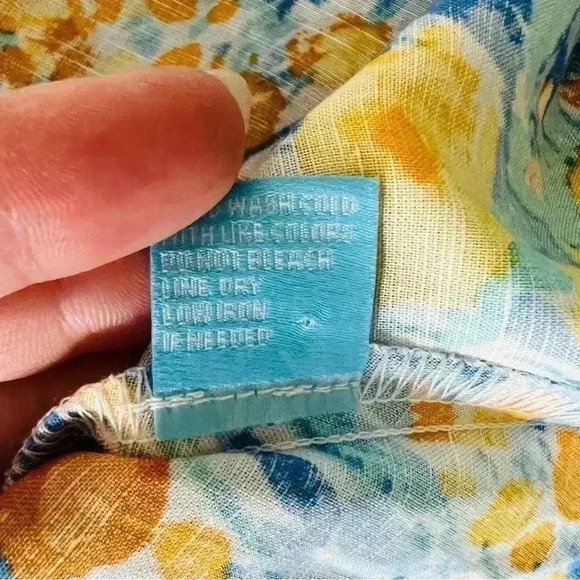 WASH COLD
WITH LIKE COLORS
DO NOT BLEACH
LINE DRY
LOW IRON
IF NEEDED